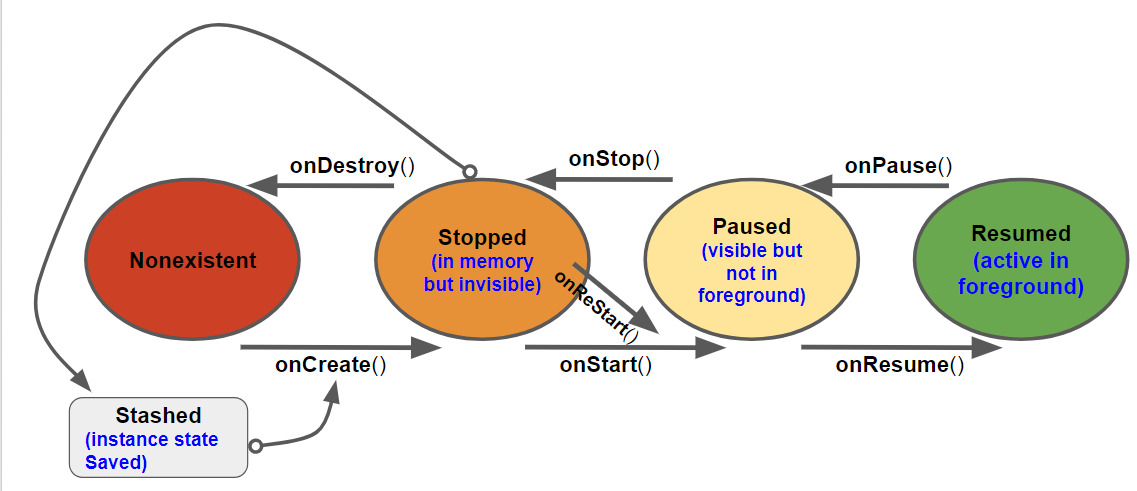 onDestroy()
onStop()
onPause()
Nonexistent
Stopped
(in memory
but invisible)
onReStart()
Paused
(visible but
not in
foreground)
Resumed
(active in
foreground)
onCreate()
onStart()
onResume()
Stashed
(instance state
Saved)